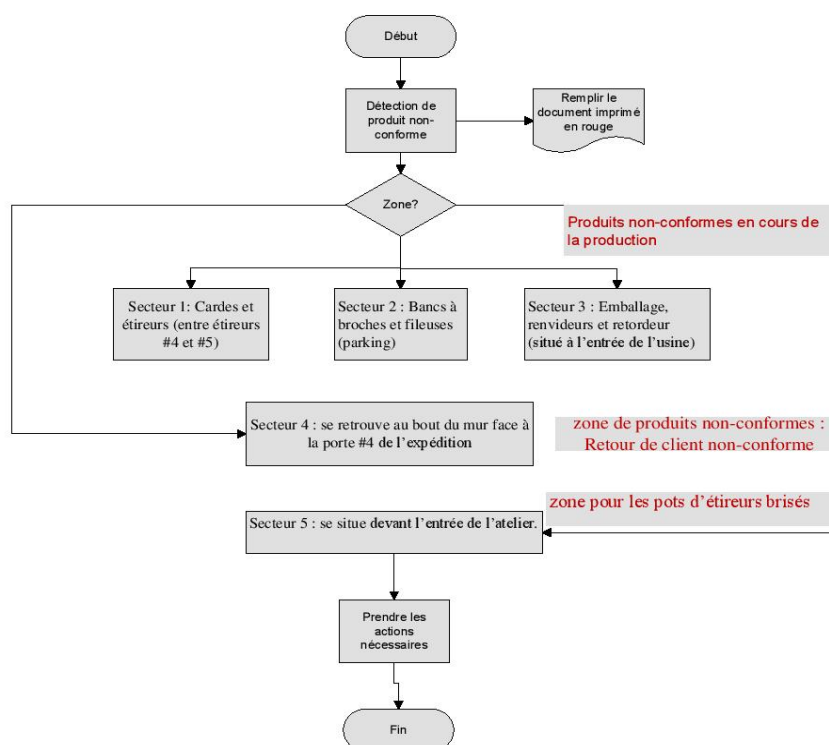 Début
Détection de
produit non-
conforme
Remplir le
document imprimé
en rouge
Zone?
Produits non-conformes en cours de
la production
Secteur 1: Cardes et
étireurs (entre étireurs
#4 et #5)
Secteur 2 : Bancs à
broches et fileuses
(parking)
Secteur 3 : Emballage,
renvideurs et retordeur
(situé à l'entrée de l'usine)
Secteur 4 : se retrouve au bout du mur face à
la porte #4 de l'expédition
zone de produits non-conformes :
Retour de client non-conforme
zone pour les pots d'étireurs brisés
Secteur 5 : se situe devant l'entrée de l'atelier.
Prendre les
actions
nécessaires
Fin